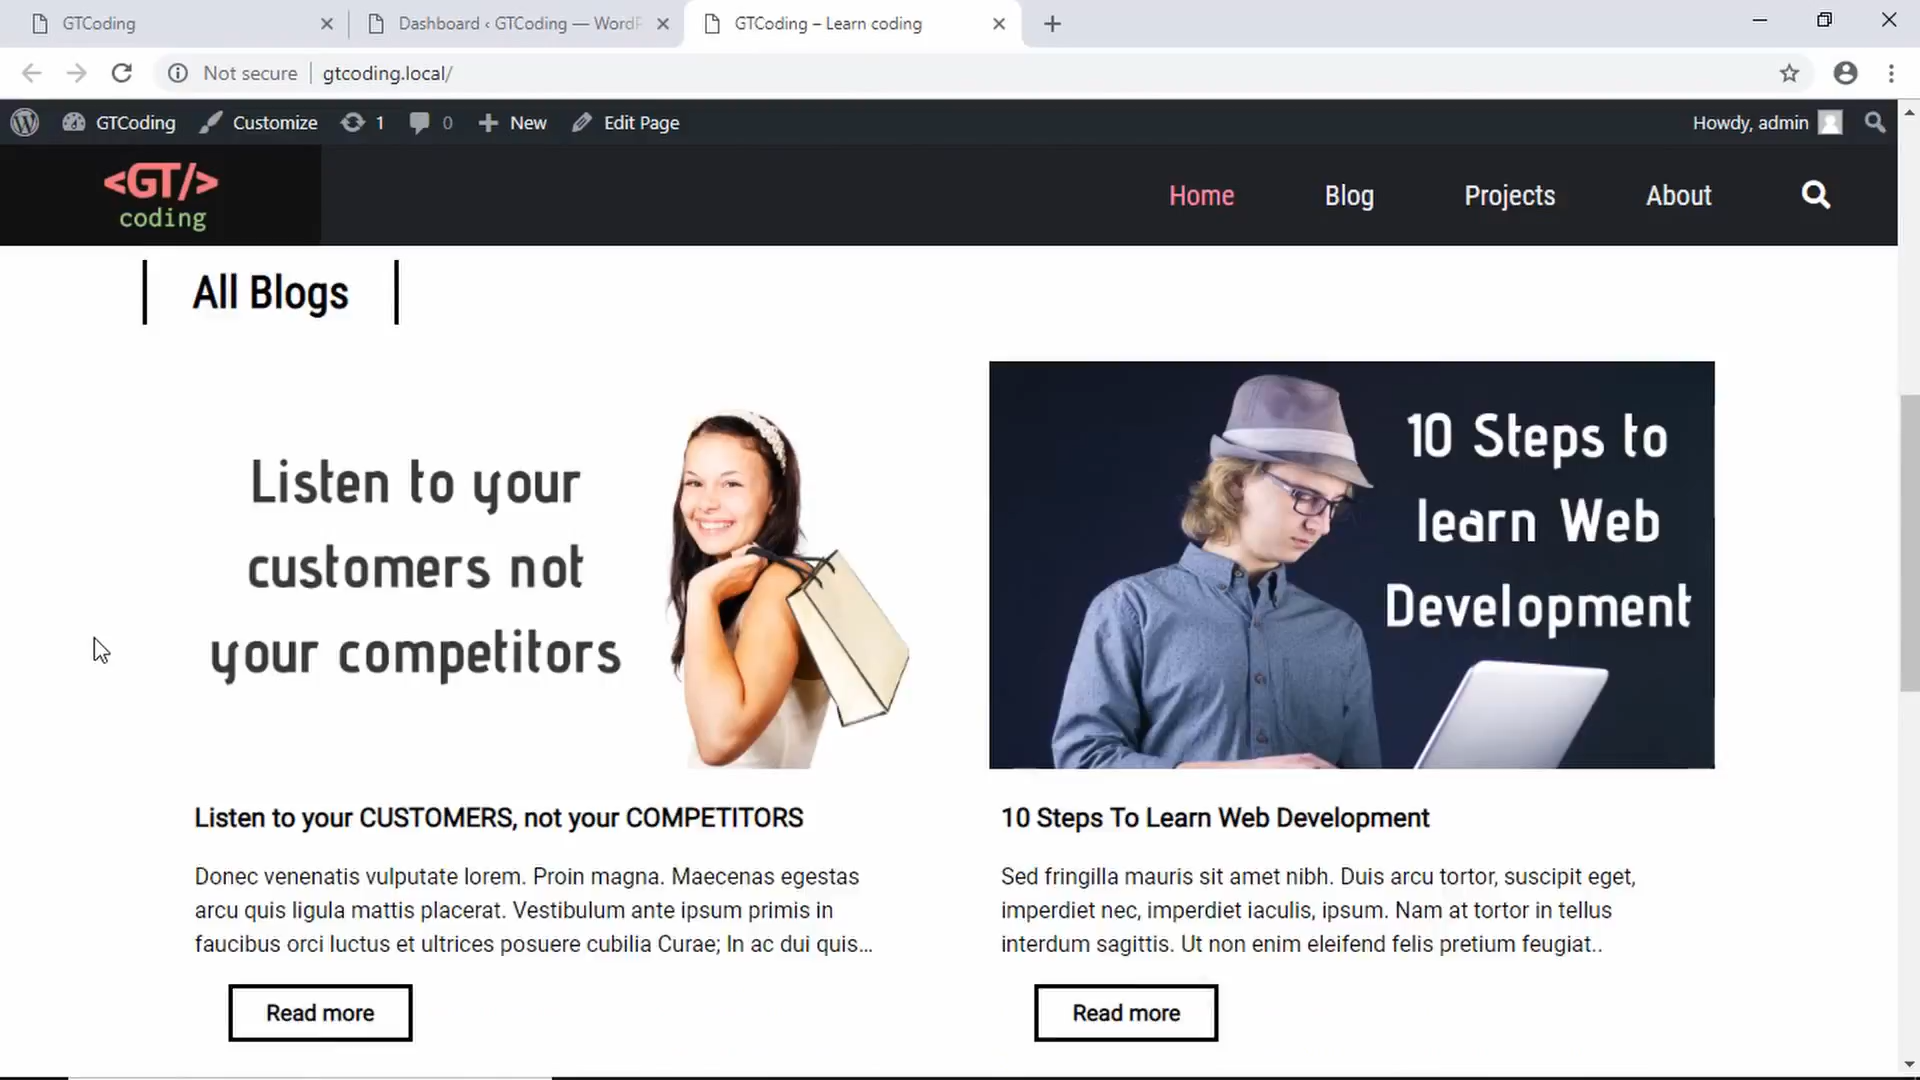 GTCoding
Dashboard ‹ GTCoding — WordP
GTCoding – Learn coding
Not secure
gtcoding.local/
GTCoding
Customize
1
0
New
Edit Page
Howdy, admin
<GT/>
coding
Home
Blog
Projects
About
All Blogs
Listen to your
customers not
your competitors
10 Steps to
learn Web
Development
Listen to your CUSTOMERS, not your COMPETITORS
Donec venenatis vulputate lorem. Proin magna. Maecenas egestas
arcu quis ligula mattis placerat. Vestibulum ante ipsum primis in
faucibus orci luctus et ultrices posuere cubilia Curae; In ac dui quis...
Read more
10 Steps To Learn Web Development
Sed fringilla mauris sit amet nibh. Duis arcu tortor, suscipit eget,
imperdiet nec, imperdiet iaculis, ipsum. Nam at tortor in tellus
interdum sagittis. Ut non enim eleifend felis pretium feugiat..
Read more